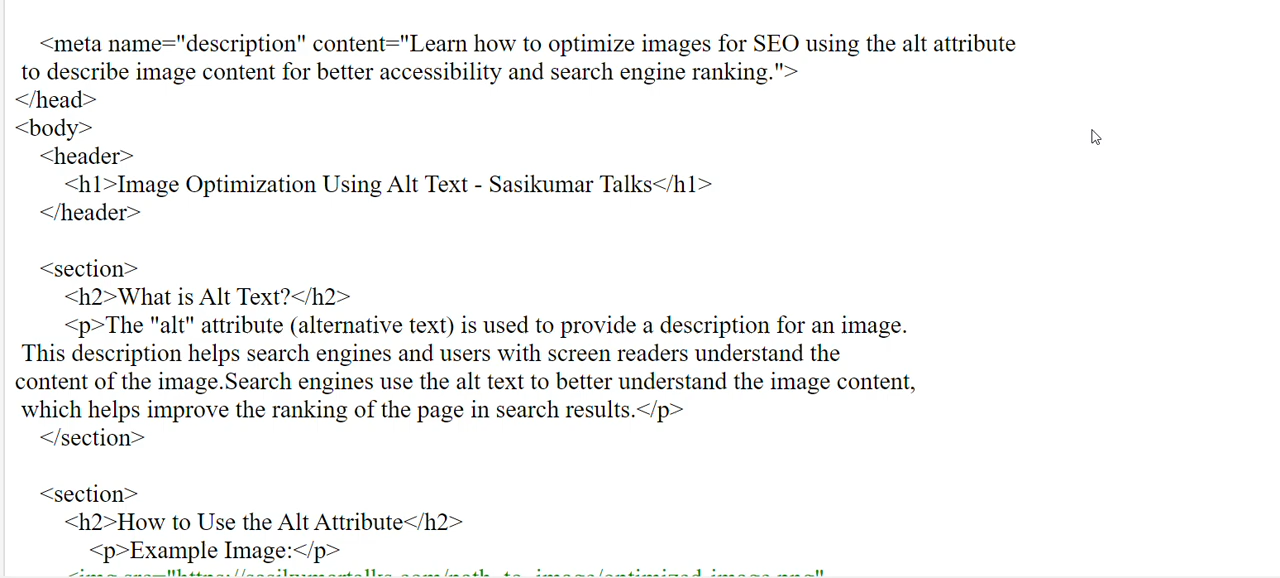 <meta name="description" content="Learn how to optimize images for SEO using the alt attribute
to describe image content for better accessibility and search engine ranking.">
</head>
<body>
<header>
<h1>Image Optimization Using Alt Text - Sasikumar Talks</h1>
</header>
<section>
<h2>What is Alt Text?</h2>
<p>The "alt" attribute (alternative text) is used to provide a description for an image.
This description helps search engines and users with screen readers understand the
content of the image.Search engines use the alt text to better understand the image content,
which helps improve the ranking of the page in search results.</p>
</section>
<section>
<h2>How to Use the Alt Attribute</h2>
<p>Example Image:</p>